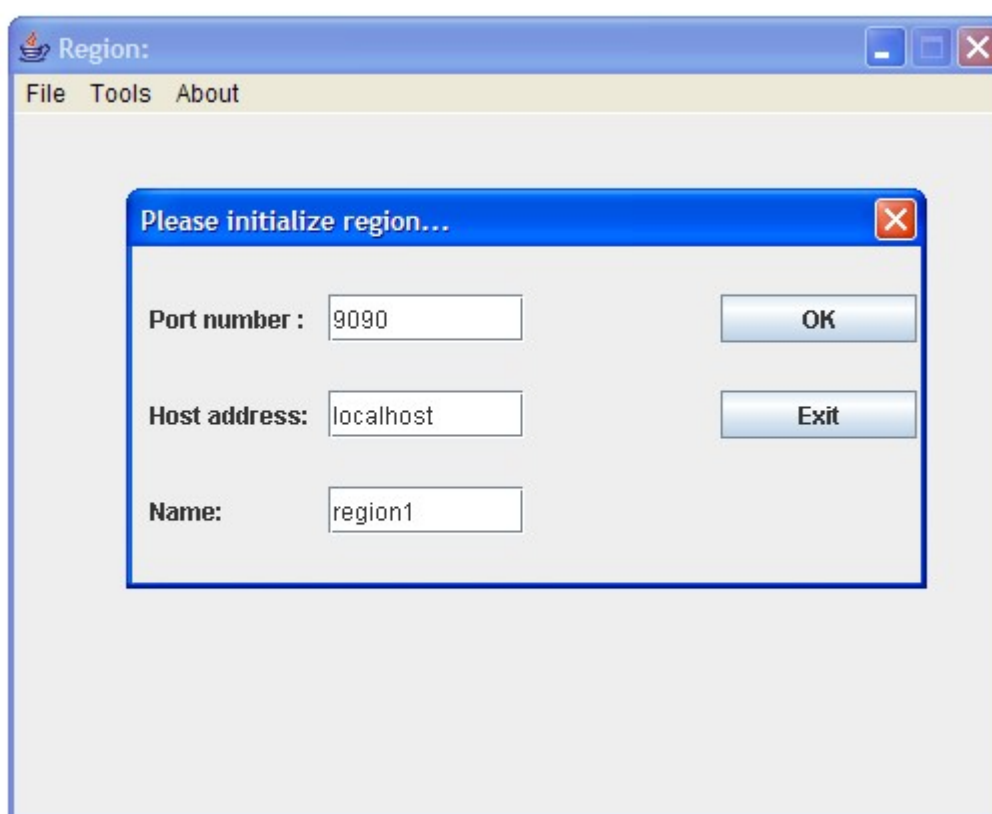 Region:
File Tools About
Please initialize region...
Port number : 9090 OK
Host address: localhost Exit
Name: region1